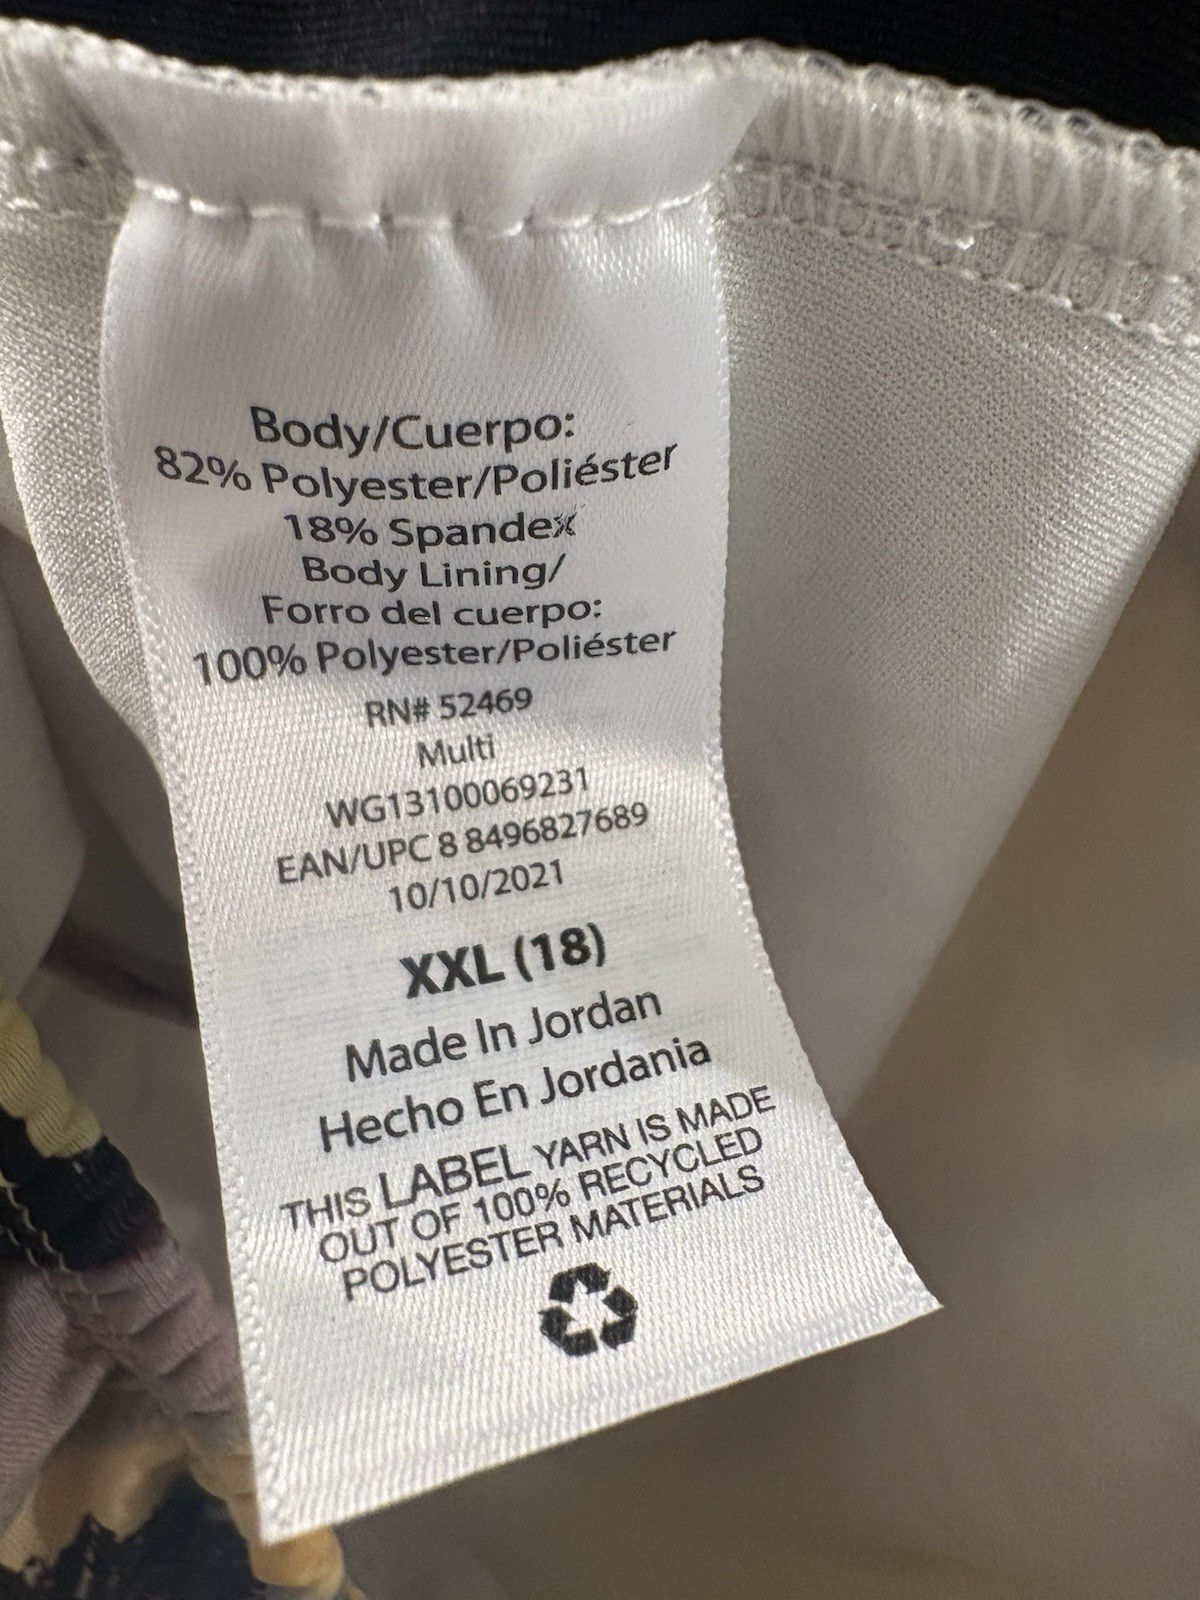 Body/Cuerpo:
82% Polyester/Poliéster
18% Spandex
Body Lining/
Forro del cuerpo:
100% Polyester/Poliéster
RN# 52469
Multi
WG13100069231
EAN/UPC 8 8496827689
10/10/2021
XXL (18)
Made In Jordan
Hecho En Jordania
THIS LABEL YARN IS MADE
OUT OF 100% RECYCLED
POLYESTER MATERIALS